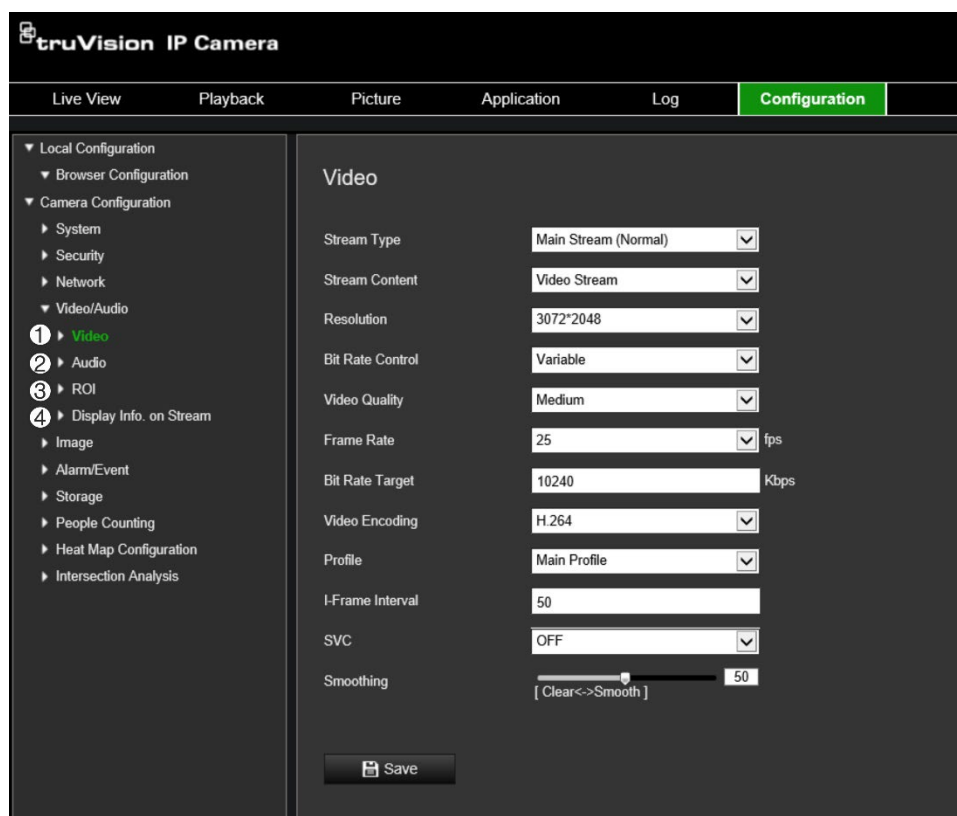 truVision IP Camera
Live View Playback Picture Application Log Configuration
Local Configuration
Browser Configuration
Camera Configuration
System
Security
Network
Video/Audio
1 Video
2 Audio
3 ROI
4 Display Info. on Stream
Image
Alarm/Event
Storage
People Counting
Heat Map Configuration
Intersection Analysis
Video
Stream Type Main Stream (Normal)
Stream Content Video Stream
Resolution 3072*2048
Bit Rate Control Variable
Video Quality Medium
Frame Rate 25 fps
Bit Rate Target 10240 Kbps
Video Encoding H.264
Profile Main Profile
I-Frame Interval 50
SVC OFF
Smoothing 50
[ Clear<->Smooth ]
Save